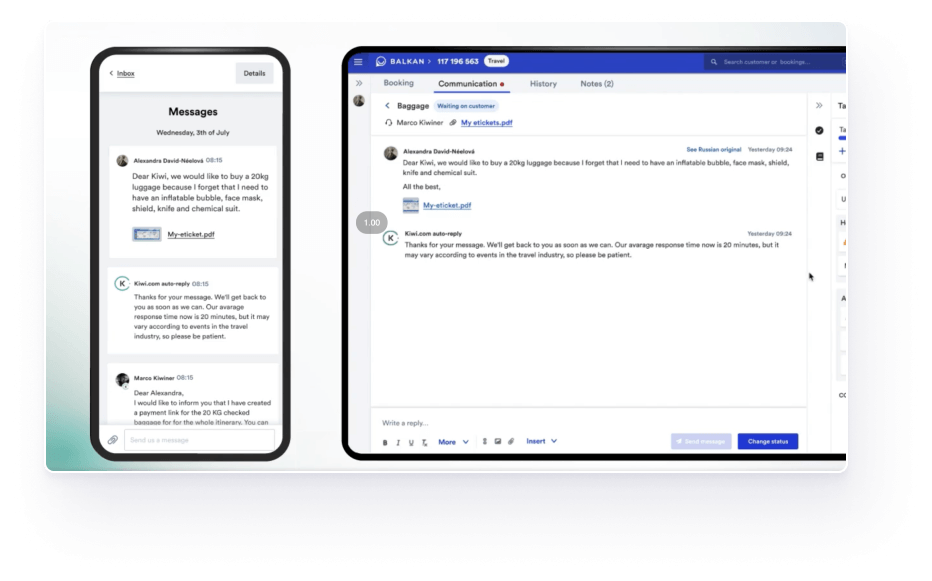 Inbox
Details
Messages
Wednesday, 3th of July
Alexandra David-Néelová 08:15
Dear Kiwi, we would like to buy a 20kg
luggage because I forget that I need to
have an inflatable bubble, face mask,
shield, knife and chemical suit.
My-eticket.pdf
K
Kiwi.com auto-reply 08:15
Thanks for your message. We'll get back to
you as soon as we can. Our avarage
response time now is 20 minutes, but it may
vary according to events in the travel
industry, so please be patient.
Marco Kiwiner 08:15
Dear Alexandra,
I would like to inform you that I have created
a payment link for the 20 KG checked
baggage for for the whole itinerary. You can
Send us a message
BALKAN > 117 196 563 Travel
Search customer or bookings...
Booking
Communication
History
Notes (2)
Baggage Waiting on customer
Marco Kiwiner My etickets.pdf
Alexandra David-Néelová
See Russian original Yesterday 09:24
Dear Kiwi, we would like to buy a 20kg luggage because I forget that I need to have an inflatable bubble, face mask, shield,
knife and chemical suit.
All the best,
My-eticket.pdf
1.00
K
Kiwi.com auto-reply
Yesterday 09:24
Thanks for your message. We'll get back to you as soon as we can. Our avarage response time now is 20 minutes, but it
may vary according to events in the travel industry, so please be patient.
Write a reply...
B I U Tx More
Insert
Send message
Change status
Ta
Ta
O
U
H
A
CO